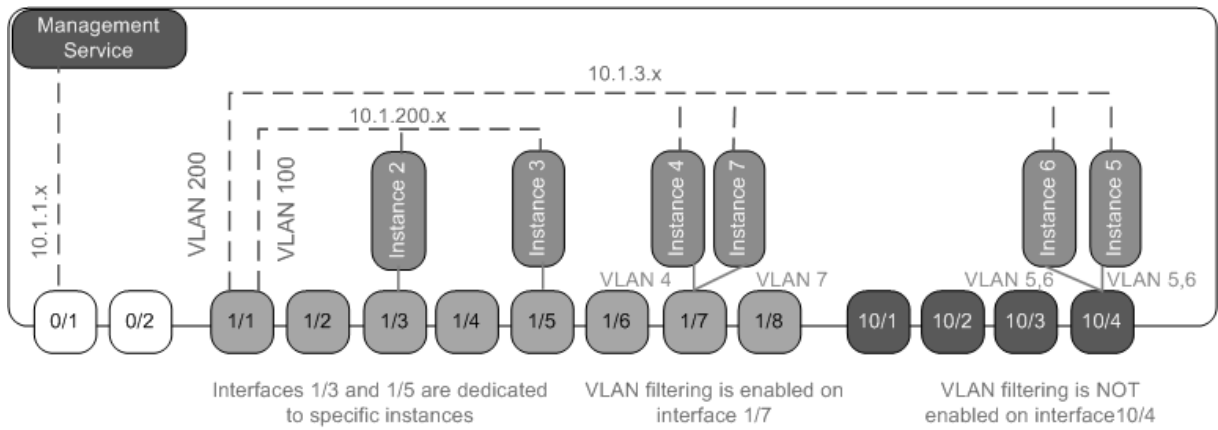 Management
Service
10.1.3.x
10.1.200.x
10.1.1.x
VLAN 200
VLAN 100
Instance 2
Instance 3
Instance 4
Instance 7
Instance 6
Instance 5
VLAN 4
VLAN 7
VLAN 5,6
VLAN 5,6
0/1
0/2
1/1
1/2
1/3
1/4
1/5
1/6
1/7
1/8
10/1
10/2
10/3
10/4
Interfaces 1/3 and 1/5 are dedicated
to specific instances
VLAN filtering is enabled on
interface 1/7
VLAN filtering is NOT
enabled on interface10/4